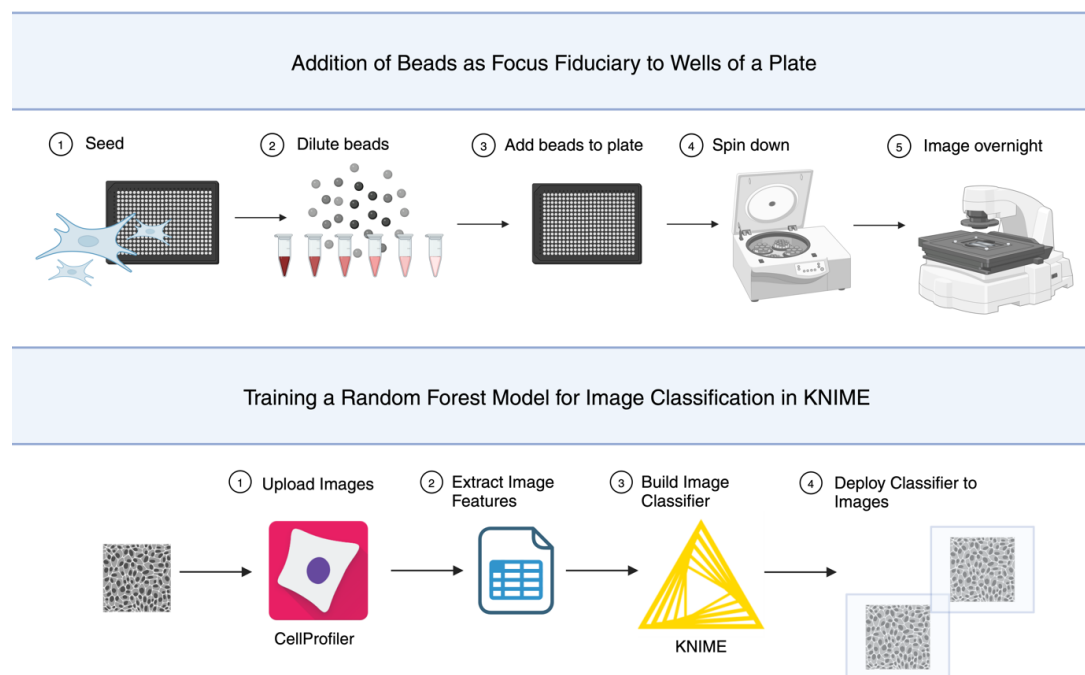 Addition of Beads as Focus Fiduciary to Wells of a Plate
1 Seed
2 Dilute beads
3 Add beads to plate
4 Spin down
5 Image overnight
Training a Random Forest Model for Image Classification in KNIME
1 Upload Images
2 Extract Image
Features
3 Build Image
Classifier
4 Deploy Classifier to
Images
CellProfiler
KNIME